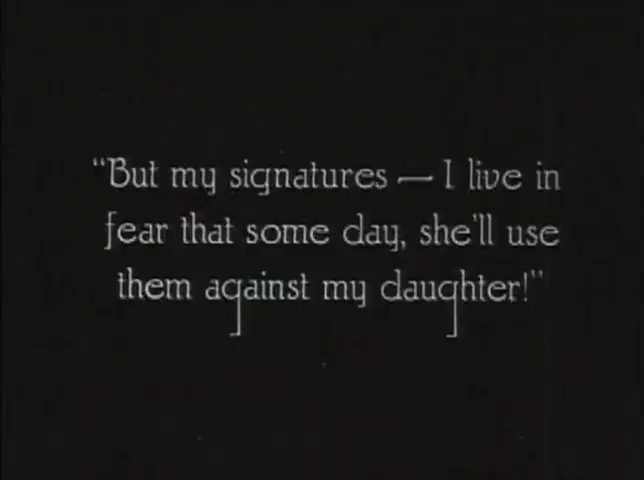 “But my signatures — I live in
fear that some day, she'll use
them against my daughter!”